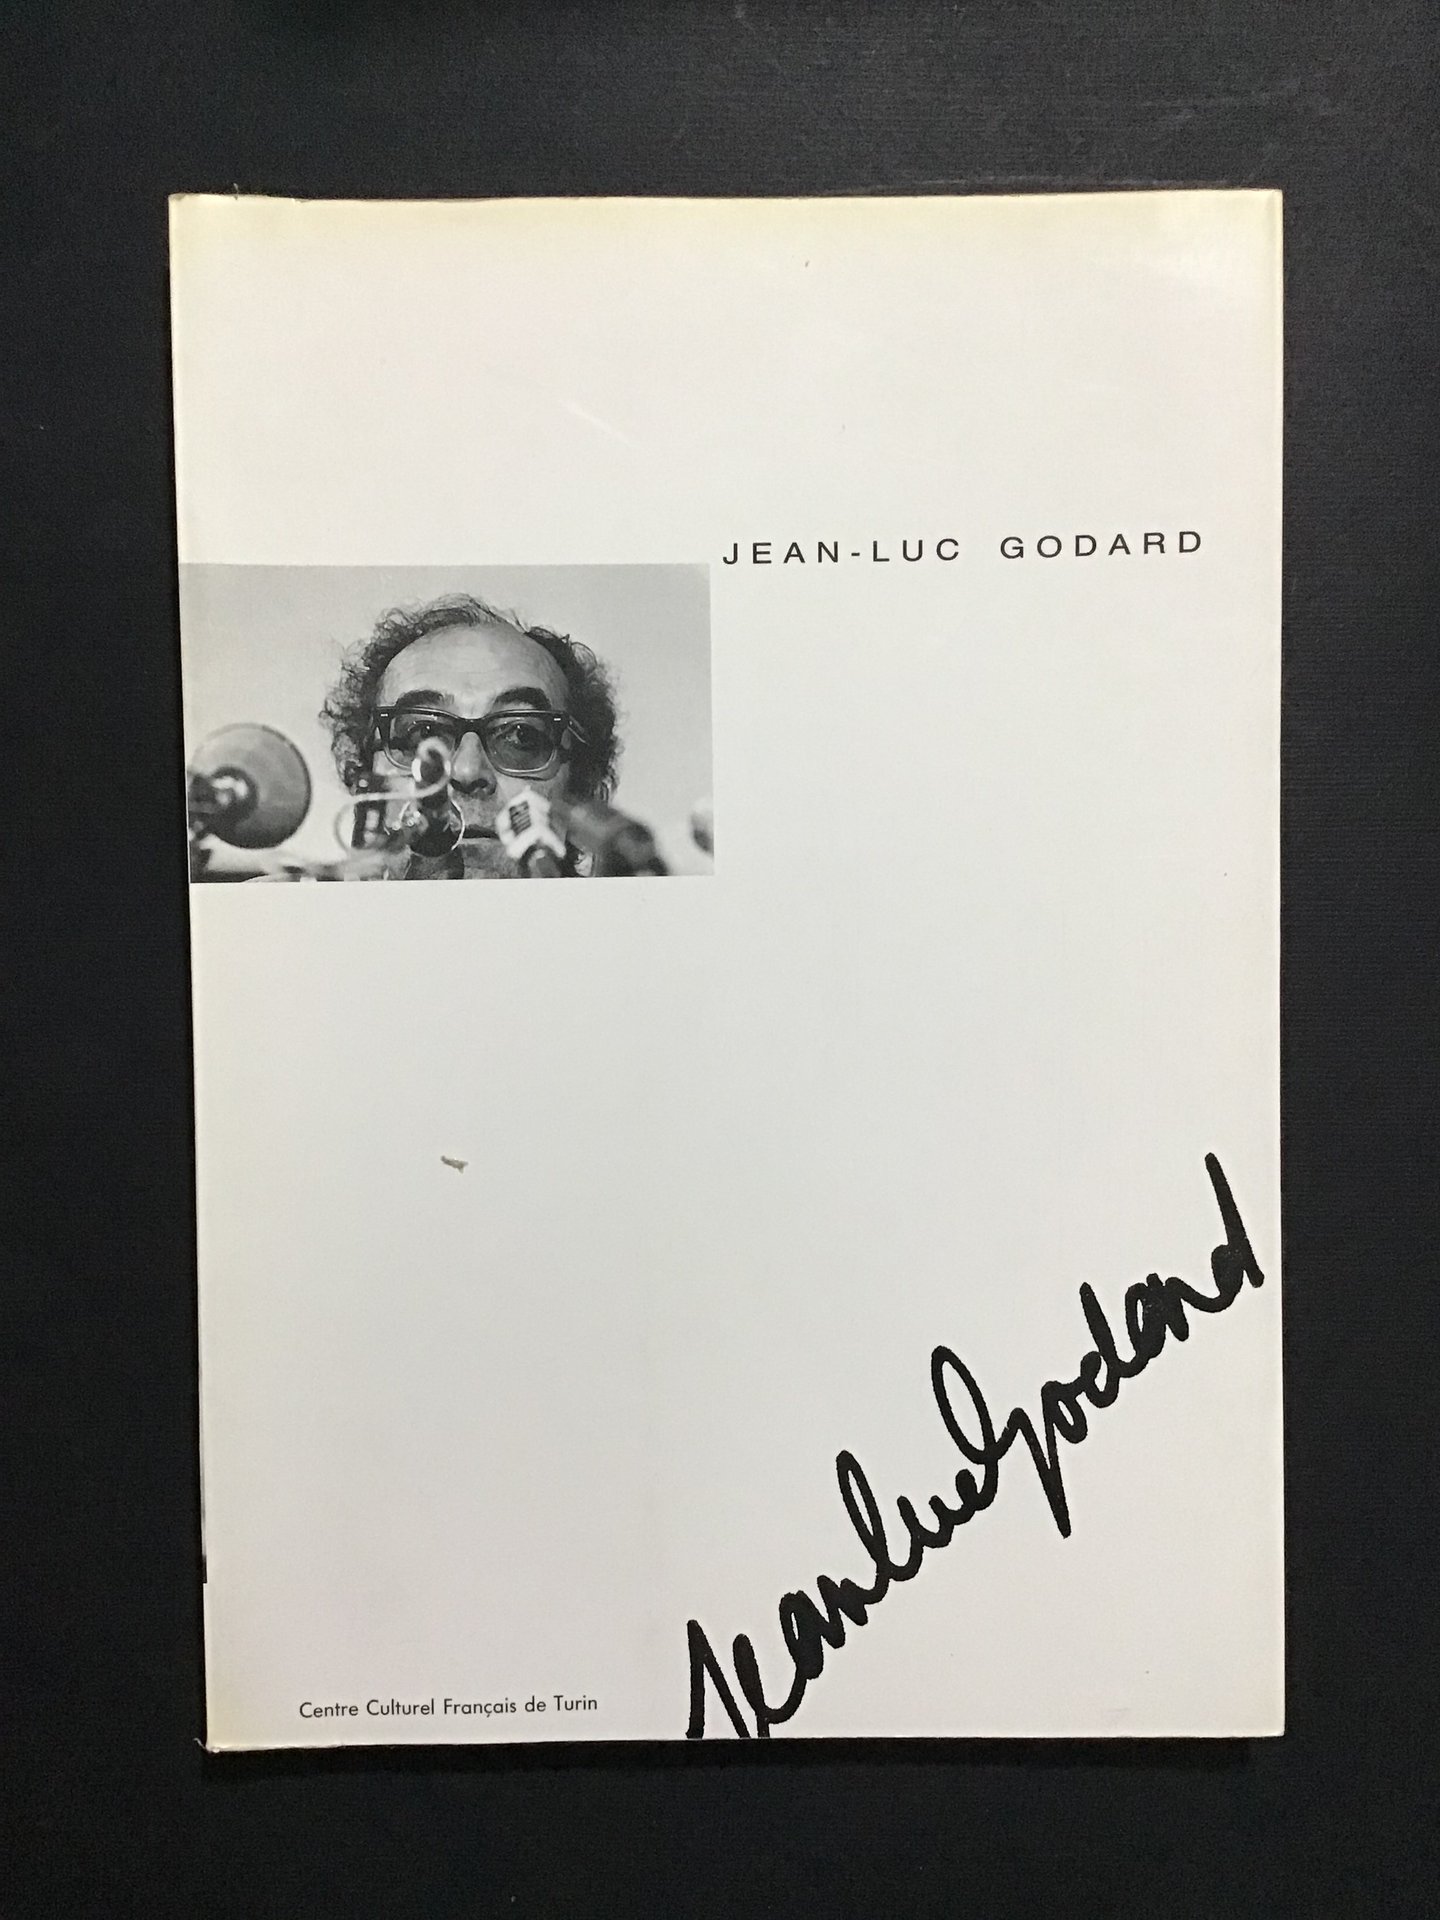 JEAN-LUC GODARD
Jean Luc Godard
Centre Culturel Français de Turin